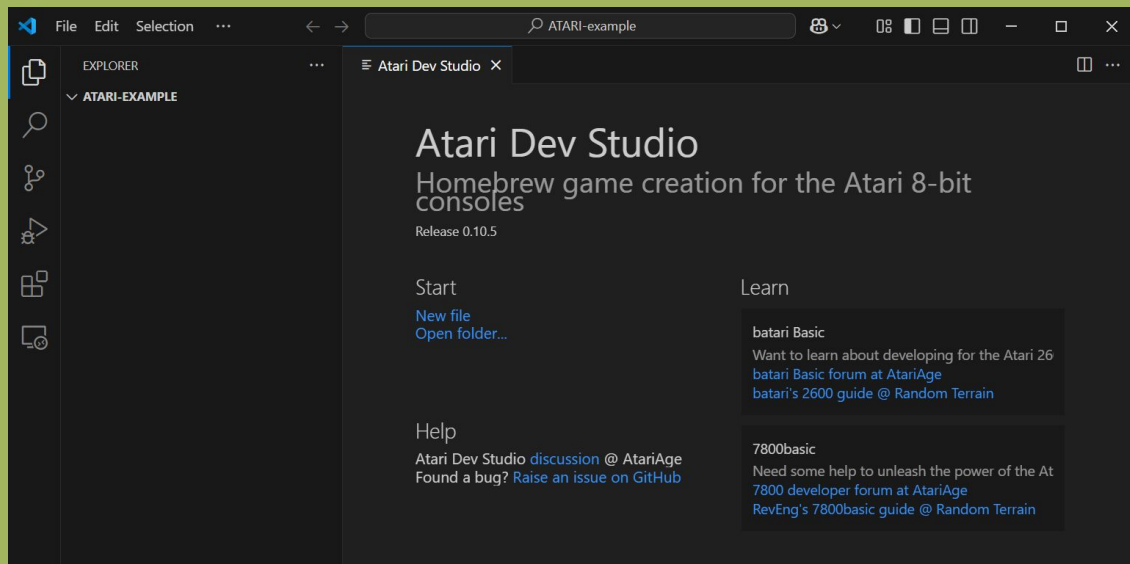 File Edit Selection ...
ATARI-example
EXPLORER ...
Atari Dev Studio
ATARI-EXAMPLE
Atari Dev Studio
Homebrew game creation for the Atari 8-bit
consoles
Release 0.10.5
Start
New file
Open folder...
Help
Atari Dev Studio discussion @ AtariAge
Found a bug? Raise an issue on GitHub
Learn
batari Basic
Want to learn about developing for the Atari 26
batari Basic forum at AtariAge
batari's 2600 guide @ Random Terrain
7800basic
Need some help to unleash the power of the At
7800 developer forum at AtariAge
RevEng's 7800basic guide @ Random Terrain